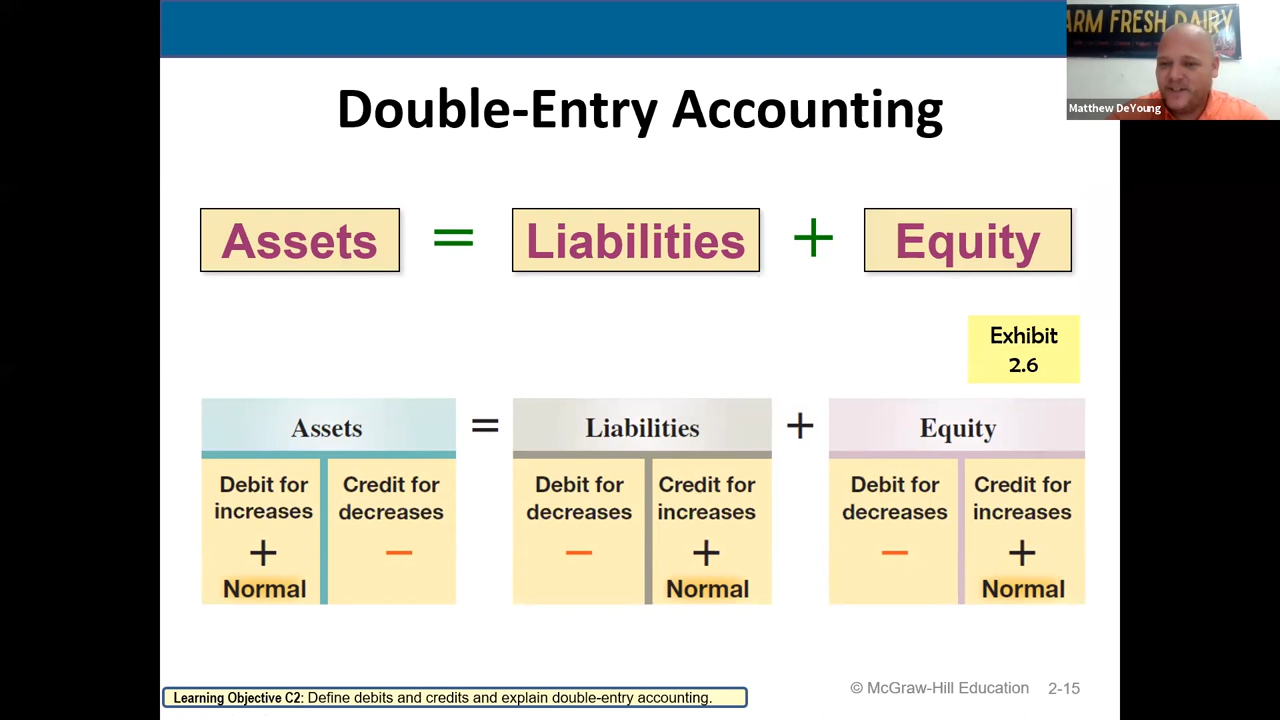 ARM FRESH DAIRY
Matthew DeYoung
Double-Entry Accounting
Assets = Liabilities + Equity
Exhibit
2.6
Assets = Liabilities + Equity
Debit for increases + Normal
Credit for decreases −
Debit for decreases −
Credit for increases + Normal
Debit for decreases −
Credit for increases + Normal
Learning Objective C2: Define debits and credits and explain double-entry accounting.
© McGraw-Hill Education 2-15